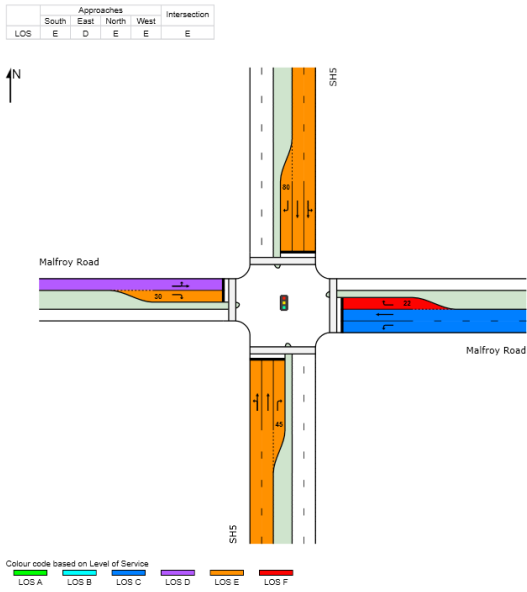 Approaches
Intersection
South East North West
LOS E D E E E
N
SH5
80
Malfroy Road
30
22
Malfroy Road
45
SH5
Colour code based on Level of Service
LOS A LOS B LOS C LOS D LOS E LOS F